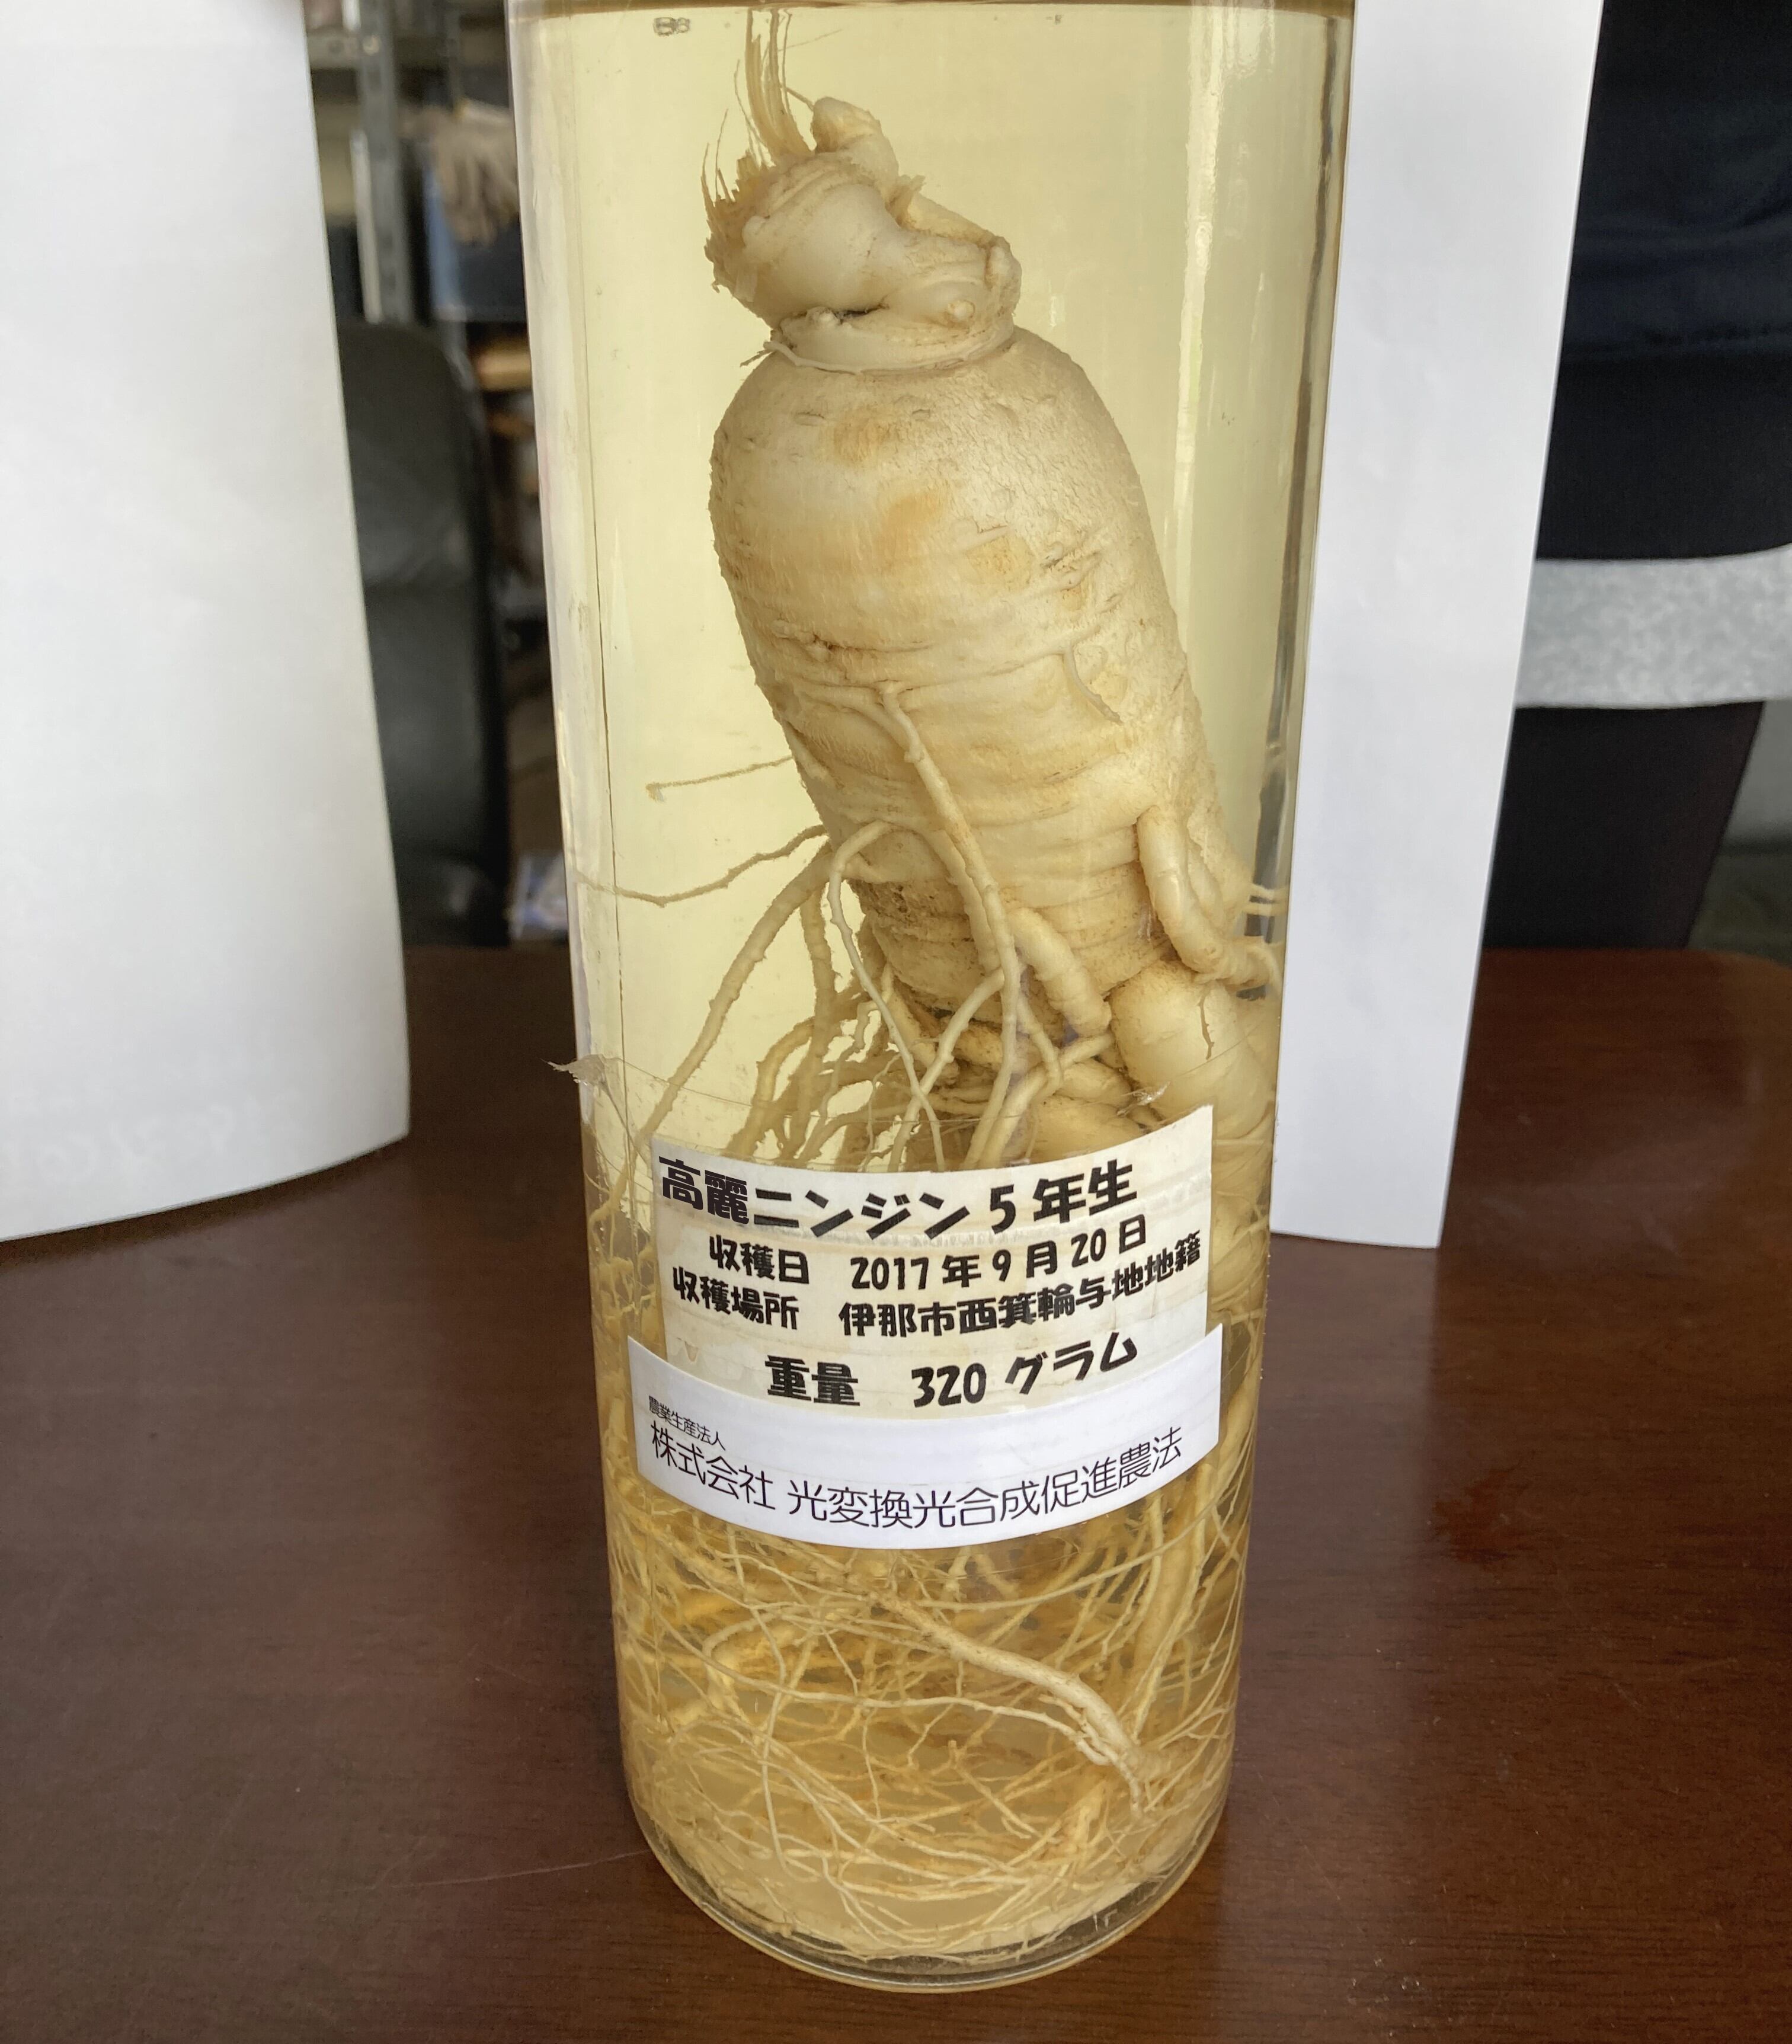 高麗ニンジン5年生
収穫日 2017年9月20日
収穫場所 伊那市西箕輪与地地籍
重量 320グラム
農業生産法人
株式会社 光変換光合成促進農法